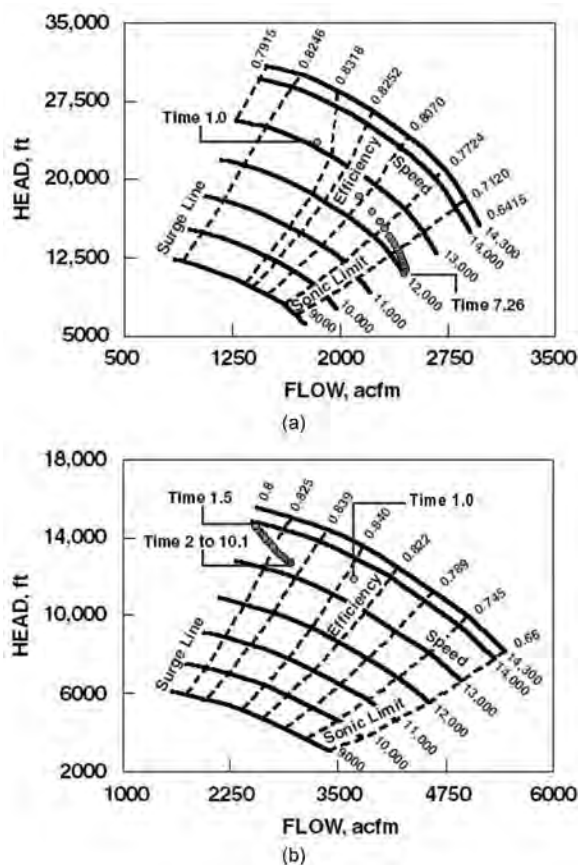 35,000
27,500
20,000
12,500
5000
HEAD, ft
0.7915
0.8246
0.8318
0.8252
0.8070
0.7724
0.7120
0.6415
Time 1.0
Efficiency
Speed
Surge Line
Sonic Limit
14,300
14,000
13,000
12,000
11,000
10,000
9000
Time 7.26
500
1250
2000
2750
3500
FLOW, acfm
(a)
18,000
14,000
10,000
6000
2000
HEAD, ft
0.8
0.825
0.839
0.840
0.822
0.789
0.745
0.66
Time 1.5
Time 1.0
Time 2 to 10.1
Efficiency
Speed
Surge Line
Sonic Limit
14,300
14,000
13,000
12,000
11,000
10,000
9000
1000
2250
3500
4750
6000
FLOW, acfm
(b)